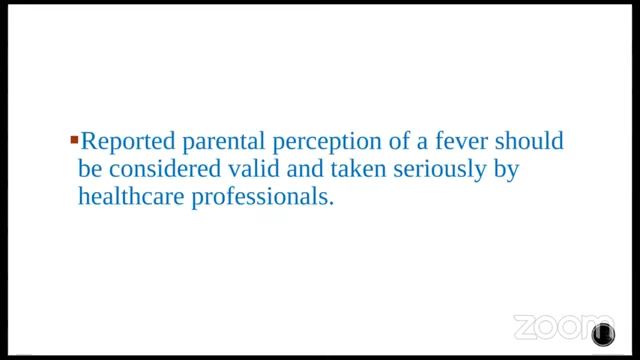 ▪Reported parental perception of a fever should
be considered valid and taken seriously by
healthcare professionals.
zoom